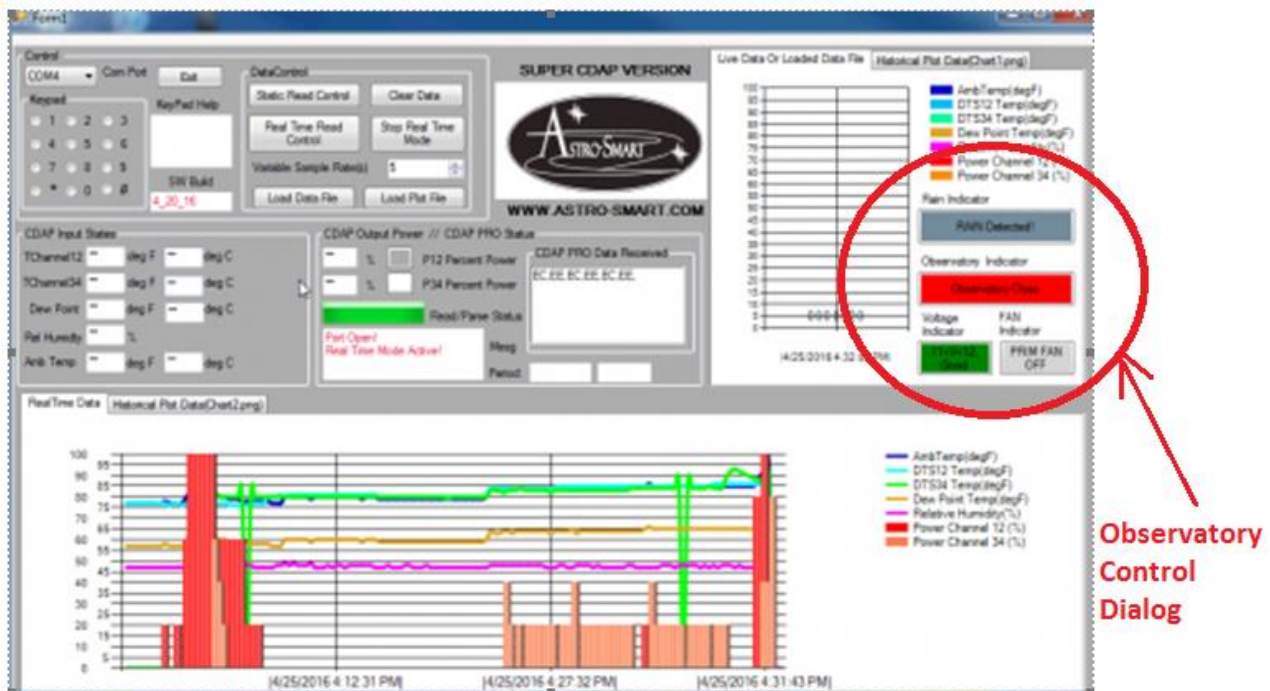 Form1
Control
COM4 Com Port Exit
Keypad
KeyPad Help
1 2 3
4 5 6
7 8 9
* 0 #
SW Build
4_20_16
DataControl
Static Read Control Clear Data
Real Time Read Control Stop Real Time Mode
Variable Sample Rate(s) 5
Load Data File Load Plot File
SUPER CDAP VERSION
ASTRO-SMART
WWW.ASTRO-SMART.COM
CDAP Input States
TChannel12 -- deg F -- deg C
TChannel34 -- deg F -- deg C
Dew Point -- deg F -- deg C
Rel Humidity -- %
Amb Temp -- deg F -- deg C
CDAP Output Power // CDAP PRO Status
-- % P12 Percent Power
-- % P34 Percent Power
Read/Parse Status
Port Open!
Real Time Mode Active!
Mesg
Period
CDAP PRO Data Received
EC,EE,EC,EE,EC,EE,
Live Data Or Loaded Data File Historical Plot Data(Chart1.png)
100
AmbTemp(degF)
DTS12 Temp(degF)
DTS34 Temp(degF)
Dew Point Temp(degF)
Power Channel 12
Power Channel 34 (%)
Rain Indicator
RAIN Detected!
Observatory Indicator
Observatory Close
Voltage Indicator
Good
FAN Indicator
PRIM FAN OFF
RealTime Data Historical Plot Data(Chart2.png)
100
95
90
85
80
75
70
65
60
55
50
45
40
35
30
25
20
15
10
5
0
|4/25/2016 4:12:31 PM| |4/25/2016 4:27:32 PM| |4/25/2016 4:31:43 PM|
AmbTemp(degF)
DTS12 Temp(degF)
DTS34 Temp(degF)
Dew Point Temp(degF)
Relative Humidity(%)
Power Channel 12 (%)
Power Channel 34 (%)
Observatory
Control
Dialog